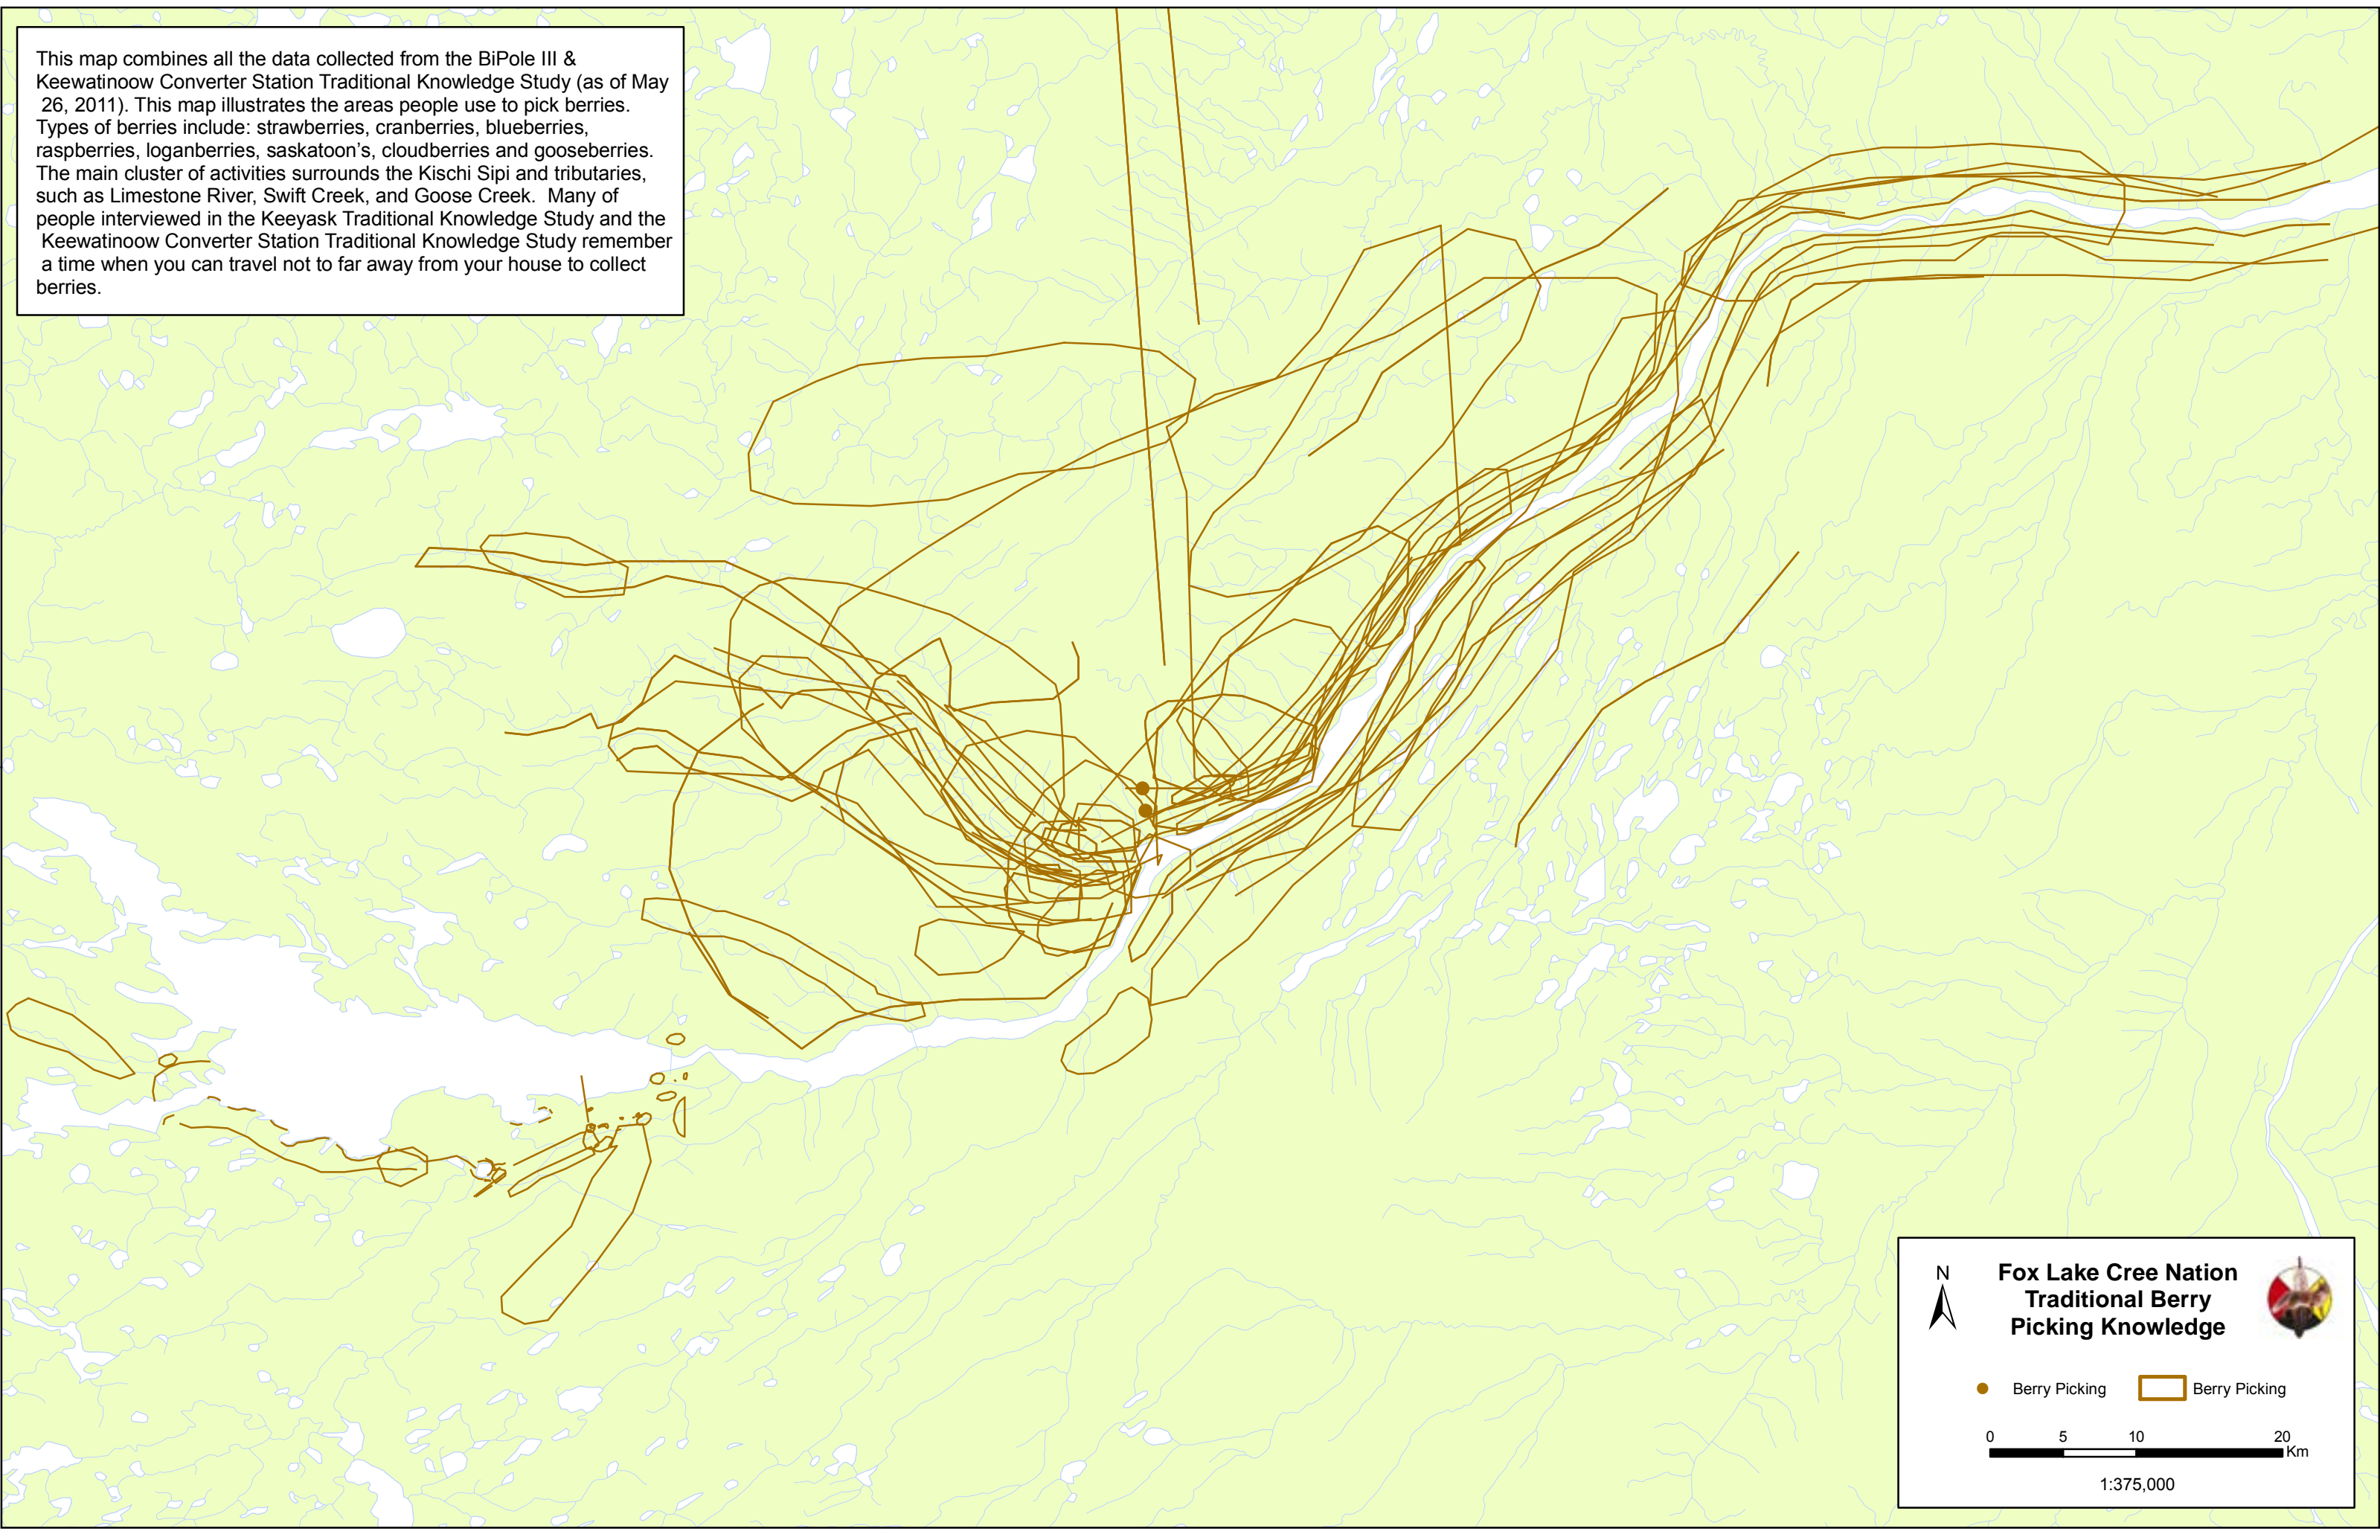 This map combines all the data collected from the BiPole III &
Keewatinoow Converter Station Traditional Knowledge Study (as of May
26, 2011). This map illustrates the areas people use to pick berries.
Types of berries include: strawberries, cranberries, blueberries,
raspberries, loganberries, saskatoon's, cloudberries and gooseberries.
The main cluster of activities surrounds the Kischi Sipi and tributaries,
such as Limestone River, Swift Creek, and Goose Creek. Many of
people interviewed in the Keeyask Traditional Knowledge Study and the
Keewatinoow Converter Station Traditional Knowledge Study remember
a time when you can travel not to far away from your house to collect
berries.
N
Fox Lake Cree Nation
Traditional Berry
Picking Knowledge
Berry Picking Berry Picking
0 5 10 20
Km
1:375,000